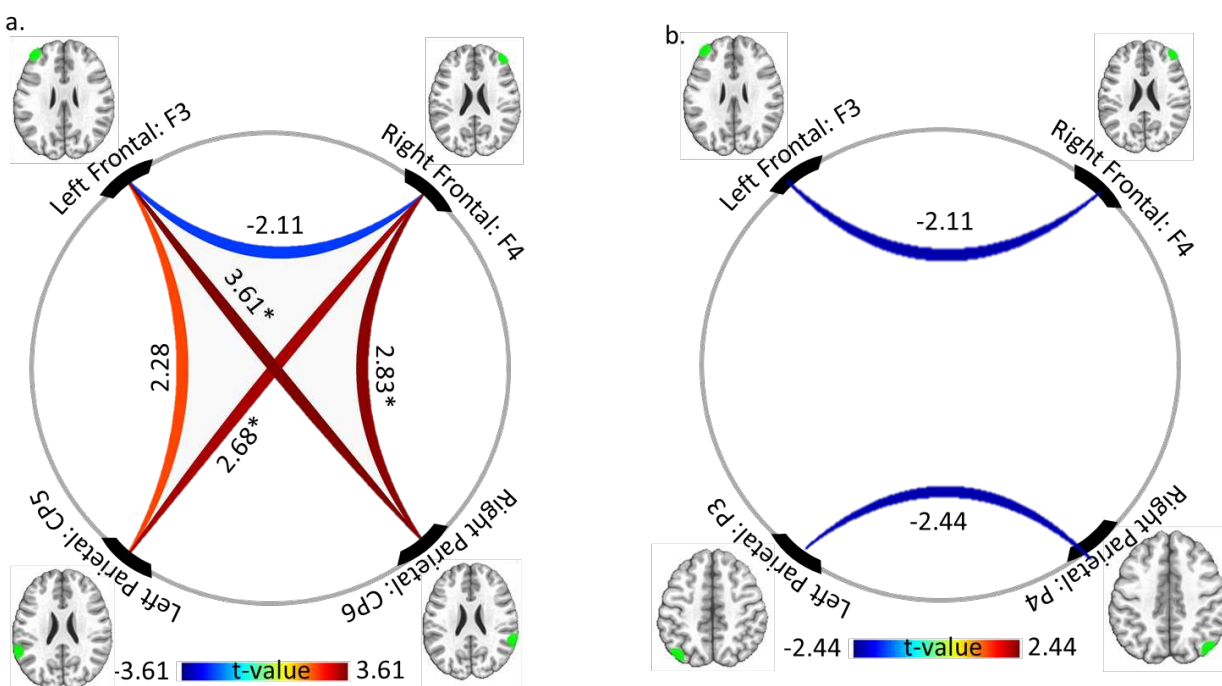 a.
Left Frontal: F3
Right Frontal: F4
-2.11
3.61*
2.28
2.83*
2.68*
Left Parietal: CP5
Right Parietal: CP6
-3.61 t-value 3.61
b.
Left Frontal: F3
Right Frontal: F4
-2.11
-2.44
Left Parietal: P3
Right Parietal: P4
-2.44 t-value 2.44